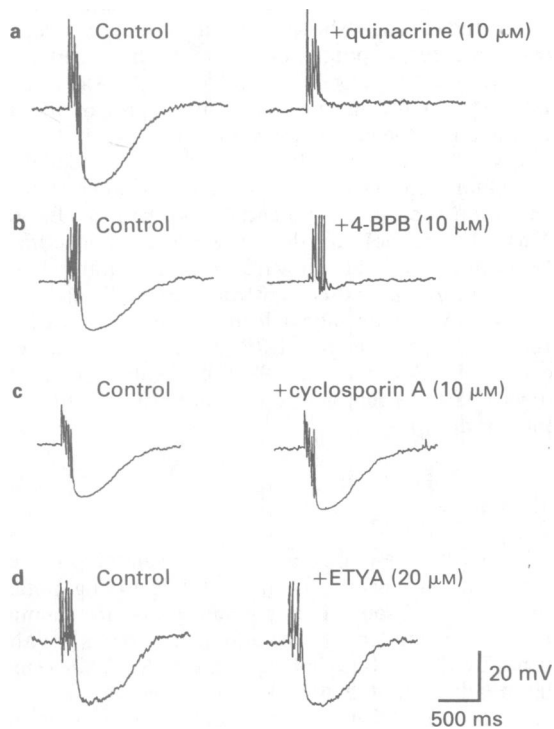 a Control +quinacrine (10 μM)
b Control +4-BPB (10 μM)
c Control +cyclosporin A (10 μM)
d Control +ETYA (20 μM)
20 mV
500 ms